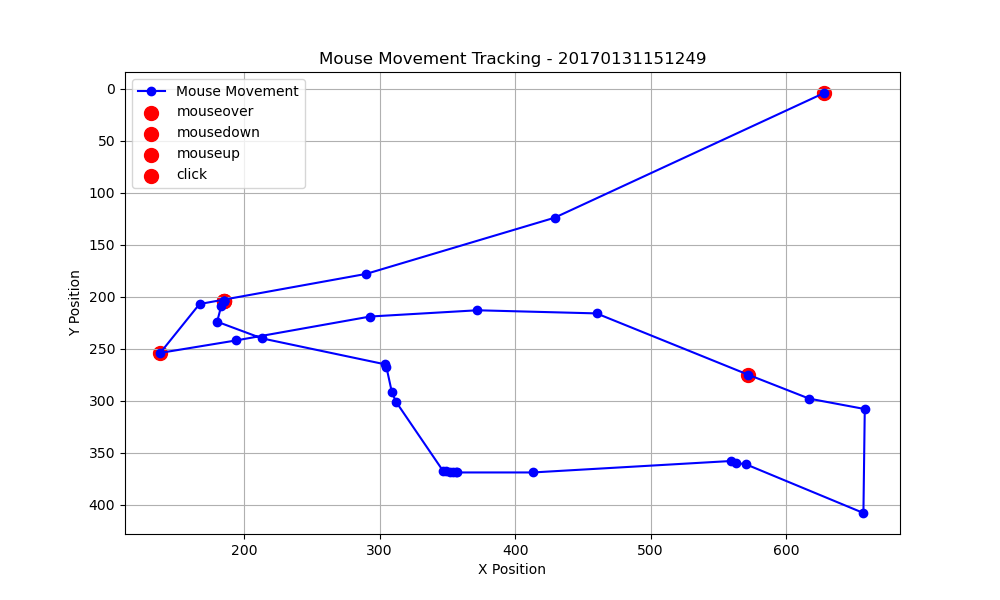 Mouse Movement Tracking - 20170131151249
Mouse Movement
mouseover
mousedown
mouseup
click
0
50
100
150
200
250
300
350
400
Y Position
200 300 400 500 600
X Position